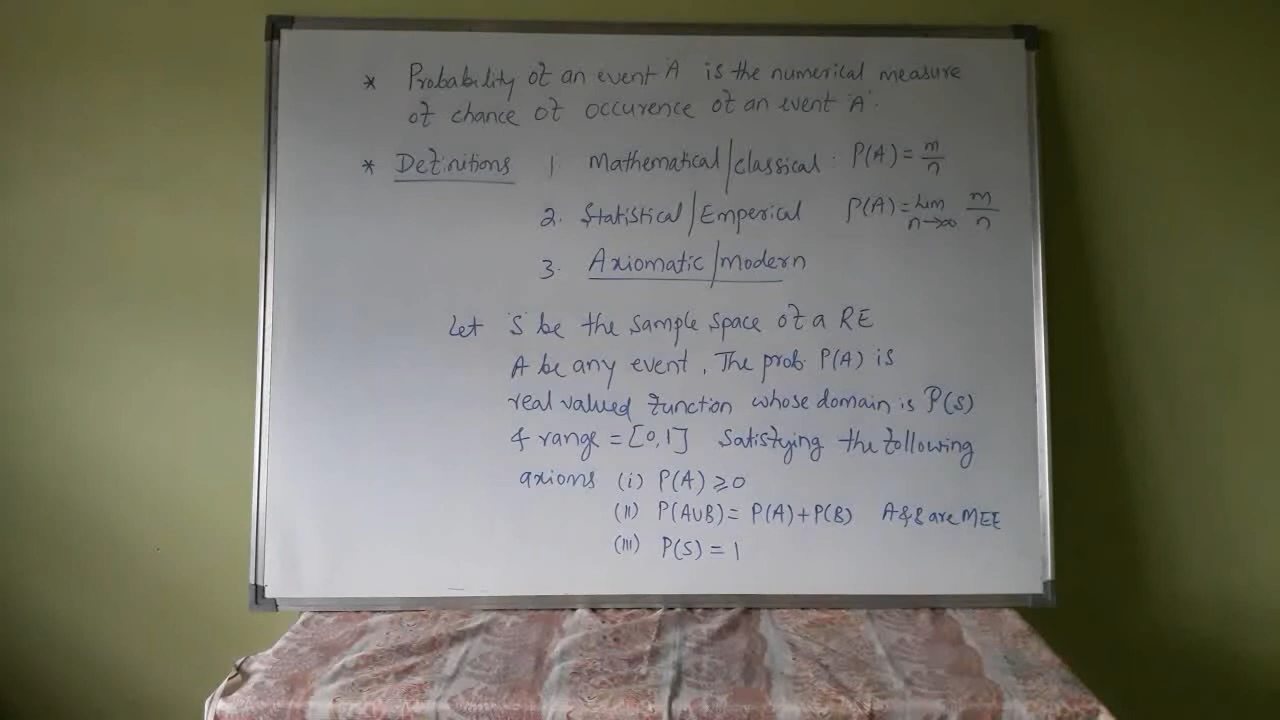 * Probability of an event A is the numerical measure
of chance of occurence of an event 'A'.
* Definitions 1 Mathematical/classical. P(A) = m/n
2. Statistical/Emperical P(A) = Lim n→∞ m/n
3. Axiomatic/modern
Let 'S' be the sample space of a RE
A be any event. The prob. P(A) is
real valued function whose domain is P(S)
& range = [0,1] satisfying the following
axioms (i) P(A) ⩾ 0
(II) P(A∪B) = P(A) + P(B) A & B are MEE
(III) P(S) = 1